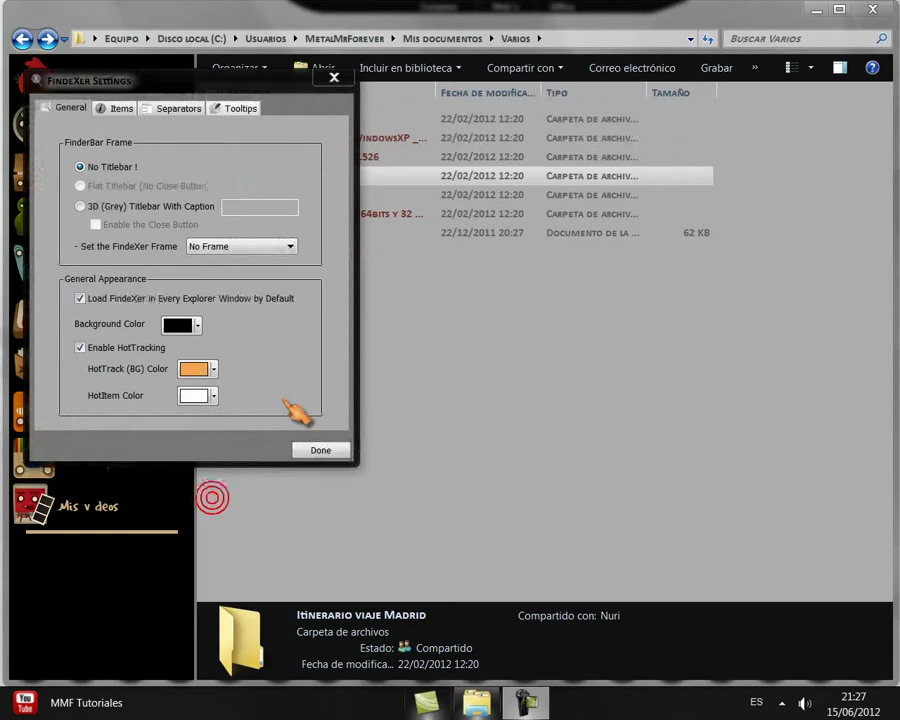 Equipo ▸ Disco local (C:) ▸ Usuarios ▸ MetalMrForever ▸ Mis documentos ▸ Varios ▸
Buscar Varios
Organizar
Abrir
Incluir en biblioteca
Compartir con
Correo electrónico
Grabar
»
FindeXer Settings
General
Items
Separators
Tooltips
FinderBar Frame
No Titlebar !
Flat Titlebar (No Close Button)
3D (Grey) Titlebar With Caption
Enable the Close Button
- Set the FindeXer Frame
No Frame
General Appearance
Load FindeXer in Every Explorer Window by Default
Background Color
Enable HotTracking
HotTrack (BG) Color
HotItem Color
Done
Fecha de modifica...
Tipo
Tamaño
22/02/2012 12:20
Carpeta de archiv...
indowsXP _...
22/02/2012 12:20
Carpeta de archiv...
1526
22/02/2012 12:20
Carpeta de archiv...
22/02/2012 12:20
Carpeta de archiv...
22/02/2012 12:20
Carpeta de archiv...
64bits y 32 ...
22/02/2012 12:20
Carpeta de archiv...
22/12/2011 20:27
Documento de la ...
62 KB
Mis v deos
Itinerario viaje Madrid
Compartido con: Nuri
Carpeta de archivos
Estado: Compartido
Fecha de modifica... 22/02/2012 12:20
You Tube
MMF Tutoriales
ES
21:27
15/06/2012